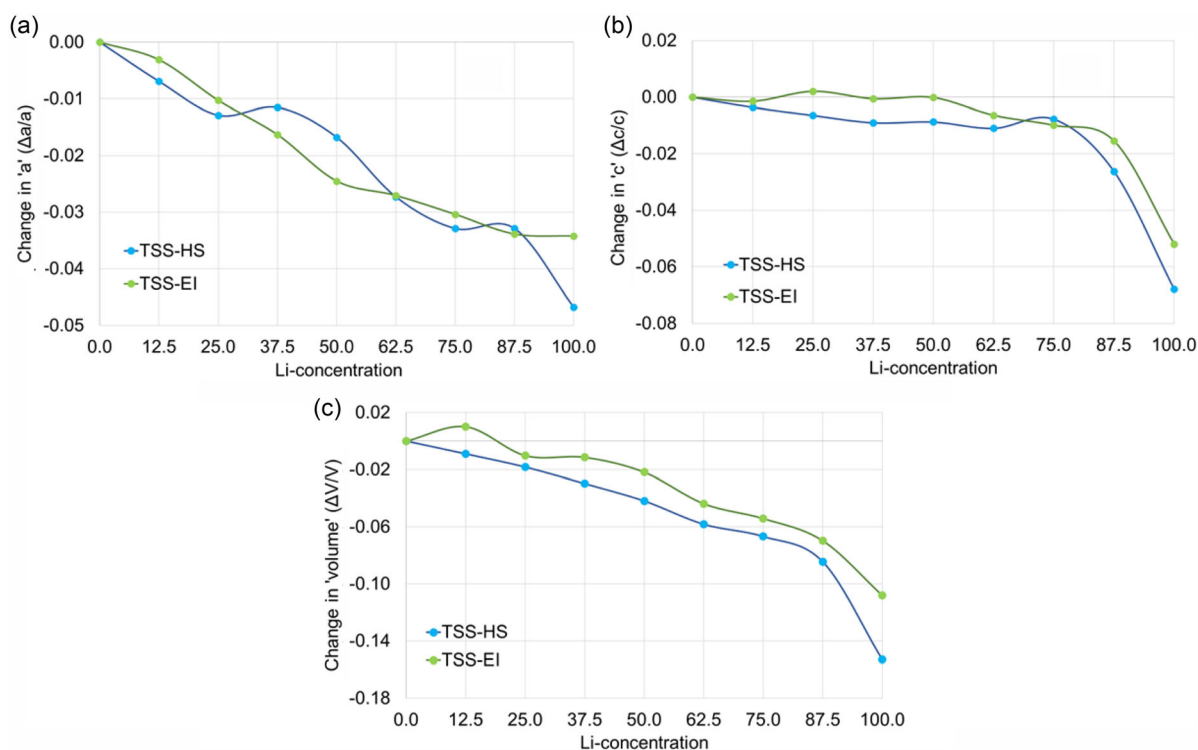 (a)
0.00
-0.01
-0.02
-0.03
-0.04
-0.05
Change in 'a' (Δa/a)
TSS-HS
TSS-EI
0.0 12.5 25.0 37.5 50.0 62.5 75.0 87.5 100.0
Li-concentration
(b)
0.02
0.00
-0.02
-0.04
-0.06
-0.08
Change in 'c' (Δc/c)
TSS-HS
TSS-EI
0.0 12.5 25.0 37.5 50.0 62.5 75.0 87.5 100.0
Li-concentration
(c)
0.02
-0.02
-0.06
-0.10
-0.14
-0.18
Change in 'volume' (ΔV/V)
TSS-HS
TSS-EI
0.0 12.5 25.0 37.5 50.0 62.5 75.0 87.5 100.0
Li-concentration